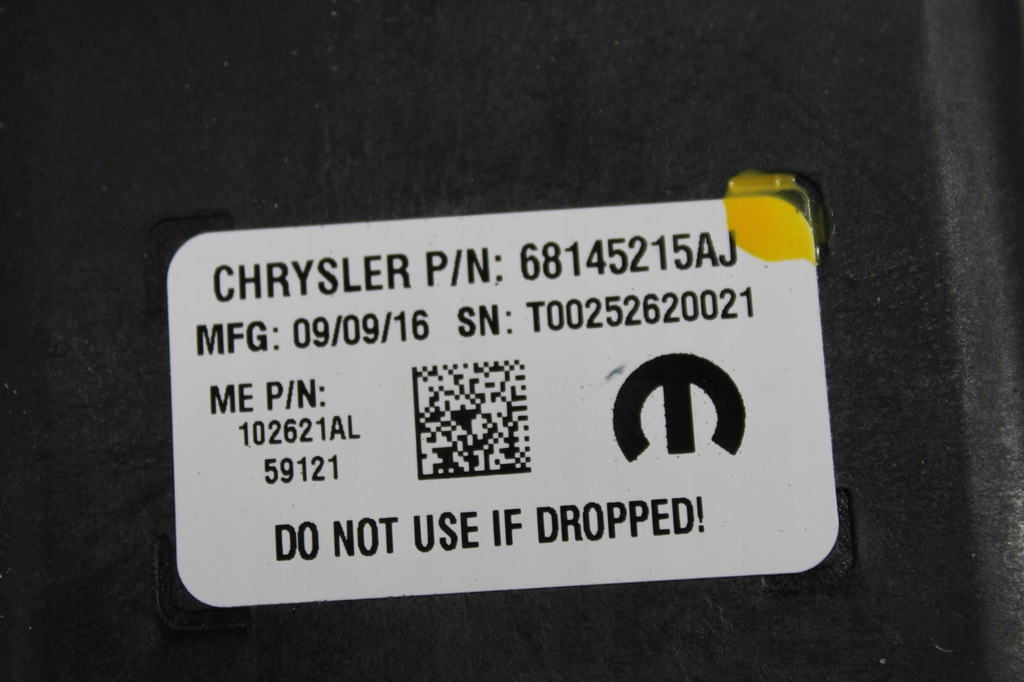 CHRYSLER P/N: 68145215AJ
MFG: 09/09/16 SN: T00252620021
ME P/N:
102621AL
59121
DO NOT USE IF DROPPED!